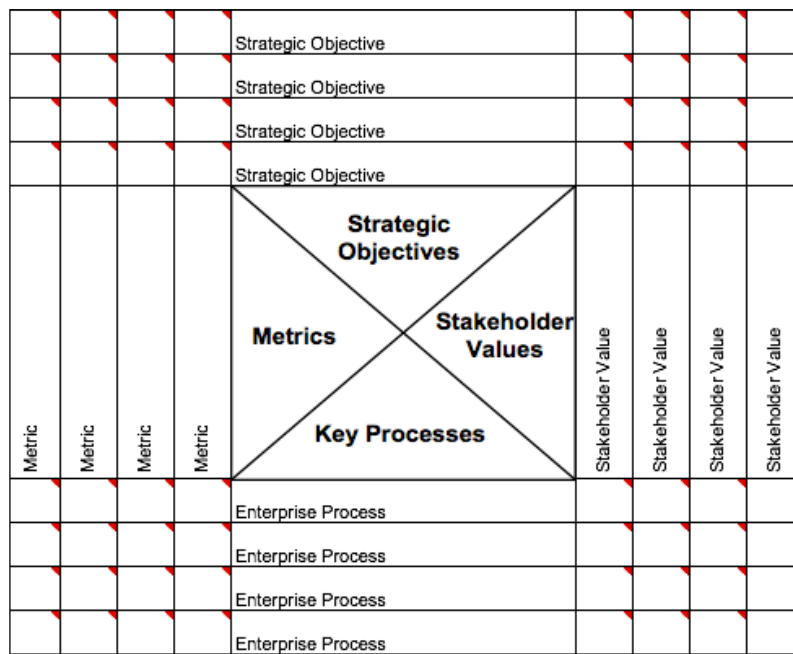 Strategic Objective
Strategic Objective
Strategic Objective
Strategic Objective
Strategic
Objectives
Metrics
Stakeholder
Values
Key Processes
Metric
Metric
Metric
Metric
Stakeholder Value
Stakeholder Value
Stakeholder Value
Stakeholder Value
Enterprise Process
Enterprise Process
Enterprise Process
Enterprise Process